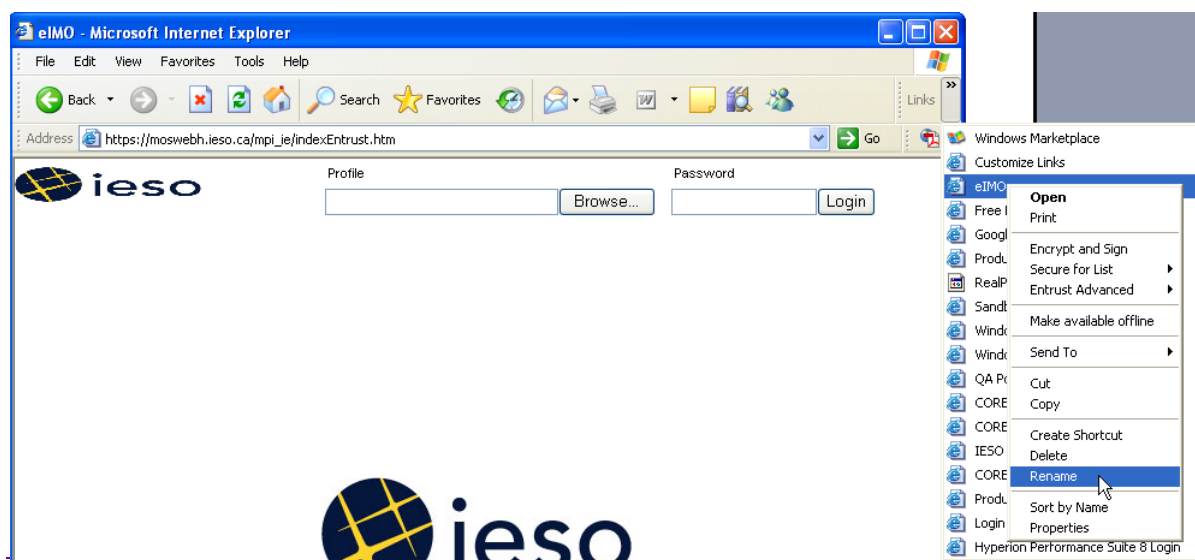 eIMO - Microsoft Internet Explorer
File Edit View Favorites Tools Help
Back Search Favorites Links »
Address https://moswebh.ieso.ca/mpi_ie/indexEntrust.htm Go
ieso
Profile Password
Browse... Login
ieso
Windows Marketplace
Customize Links
eIMO
Free
Googl
Produ
RealP
Sandb
Windo
Windo
QA Po
CORE
CORE
IESO
CORE
Produ
Login
Hyperion Performance Suite 8 Login
Open
Print
Encrypt and Sign
Secure for List
Entrust Advanced
Make available offline
Send To
Cut
Copy
Create Shortcut
Delete
Rename
Sort by Name
Properties